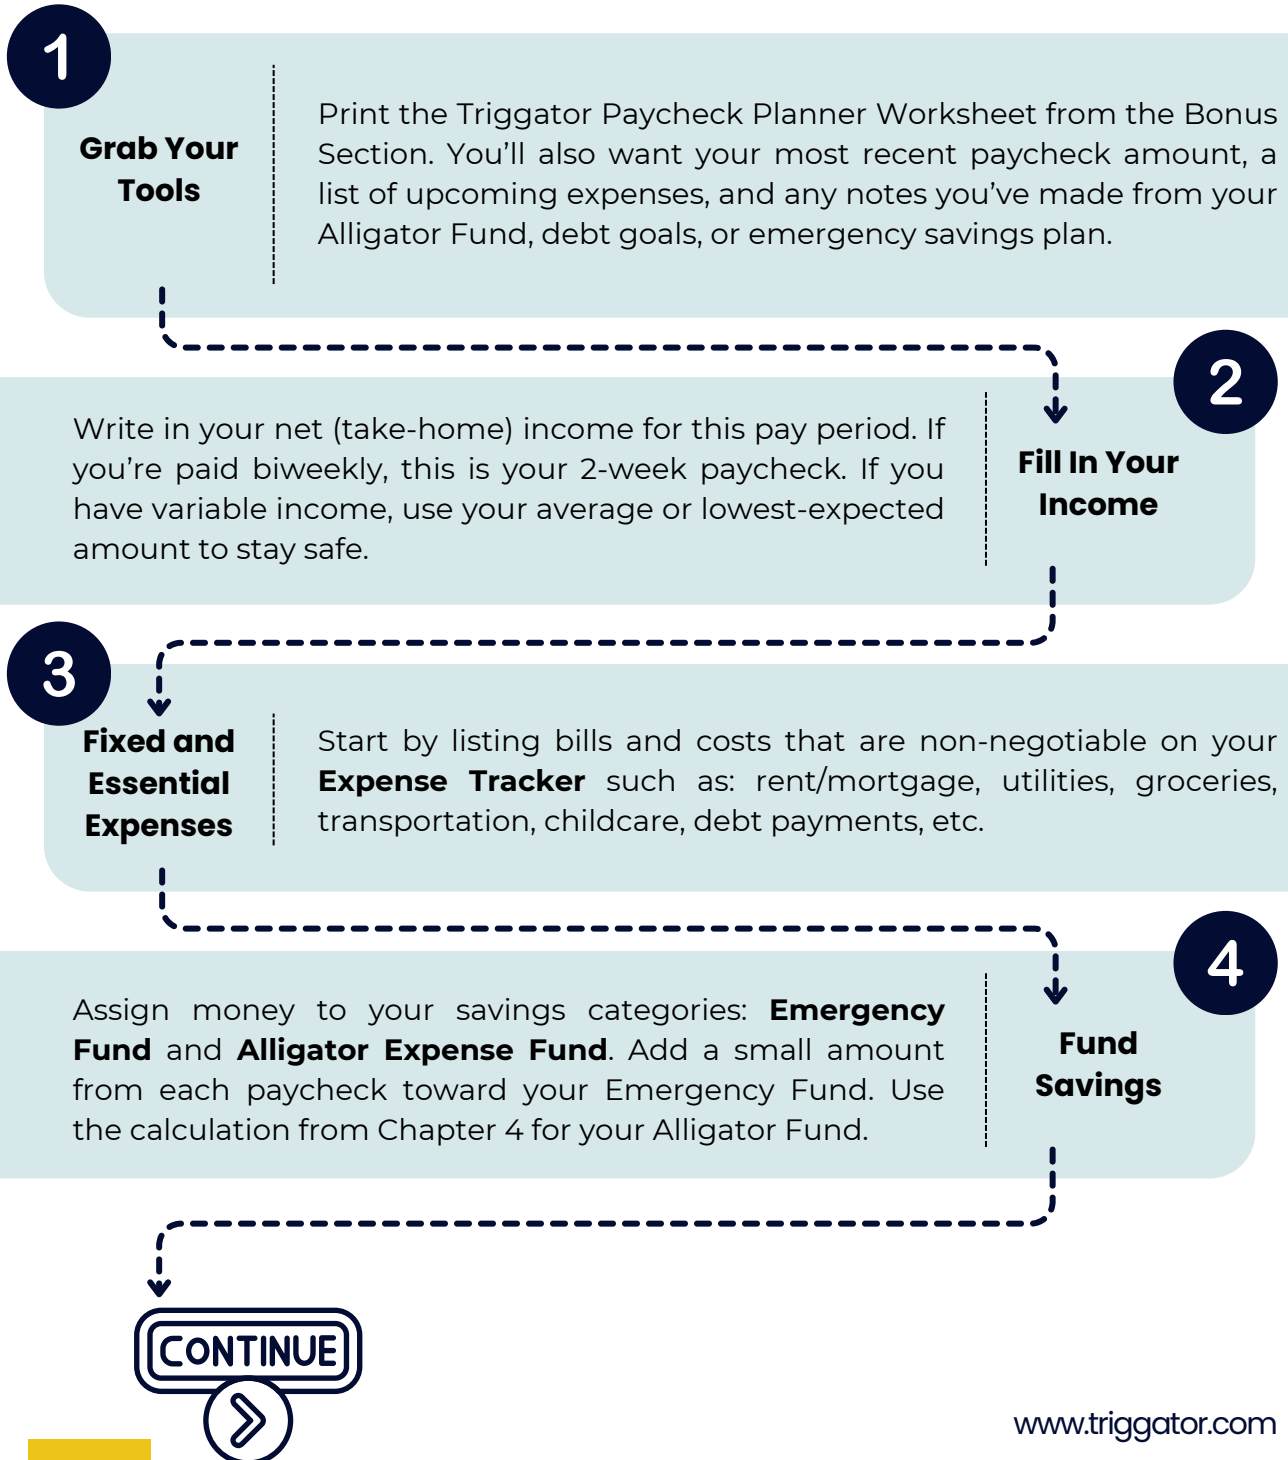 1
Grab Your
Tools
Print the Triggator Paycheck Planner Worksheet from the Bonus
Section. You’ll also want your most recent paycheck amount, a
list of upcoming expenses, and any notes you’ve made from your
Alligator Fund, debt goals, or emergency savings plan.
2
Fill In Your
Income
Write in your net (take-home) income for this pay period. If
you’re paid biweekly, this is your 2-week paycheck. If you
have variable income, use your average or lowest-expected
amount to stay safe.
3
Fixed and
Essential
Expenses
Start by listing bills and costs that are non-negotiable on your
Expense Tracker such as: rent/mortgage, utilities, groceries,
transportation, childcare, debt payments, etc.
4
Fund
Savings
Assign money to your savings categories: Emergency
Fund and Alligator Expense Fund. Add a small amount
from each paycheck toward your Emergency Fund. Use
the calculation from Chapter 4 for your Alligator Fund.
CONTINUE
www.triggator.com